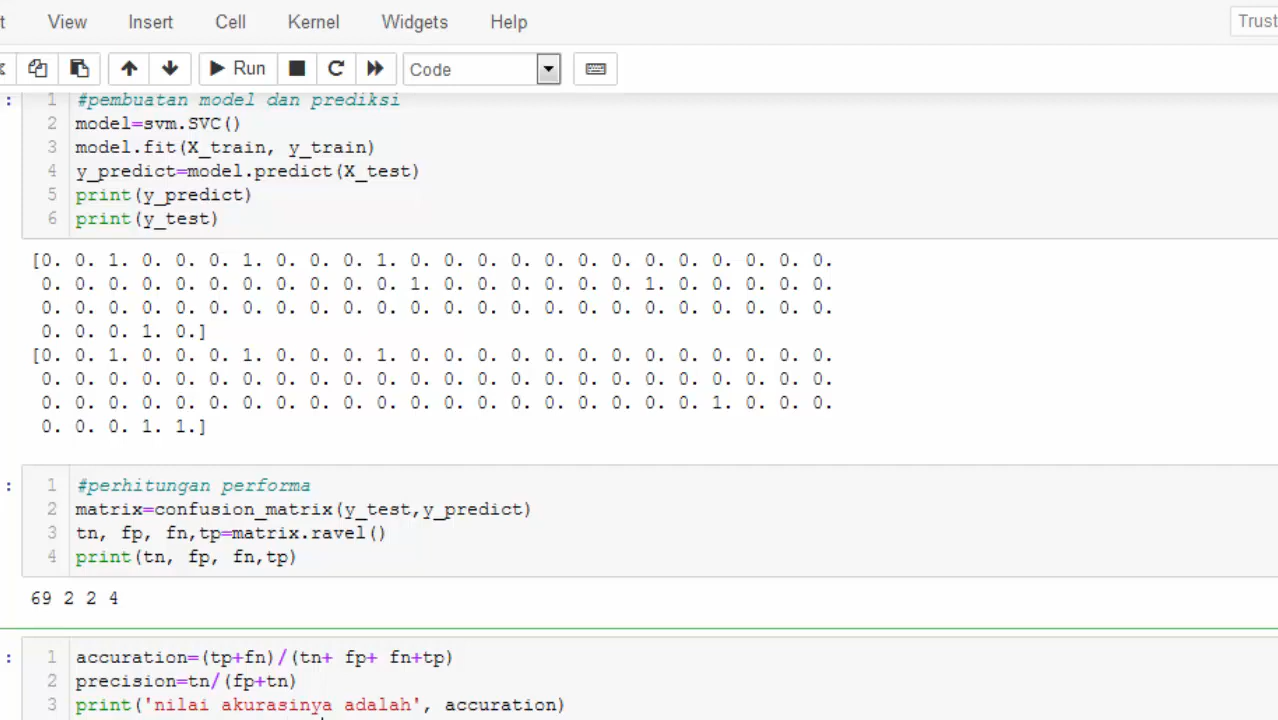 View Insert Cell Kernel Widgets Help Trust
Run Code
: 1 #pembuatan model dan prediksi
2 model=svm.SVC()
3 model.fit(X_train, y_train)
4 y_predict=model.predict(X_test)
5 print(y_predict)
6 print(y_test)
[0. 0. 1. 0. 0. 0. 1. 0. 0. 0. 1. 0. 0. 0. 0. 0. 0. 0. 0. 0. 0. 0. 0. 0.
0. 0. 0. 0. 0. 0. 0. 0. 0. 0. 0. 1. 0. 0. 0. 0. 0. 0. 1. 0. 0. 0. 0. 0.
0. 0. 0. 0. 0. 0. 0. 0. 0. 0. 0. 0. 0. 0. 0. 0. 0. 0. 0. 0. 0. 0. 0. 0.
0. 0. 0. 1. 0.]
[0. 0. 1. 0. 0. 0. 1. 0. 0. 0. 1. 0. 0. 0. 0. 0. 0. 0. 0. 0. 0. 0. 0. 0.
0. 0. 0. 0. 0. 0. 0. 0. 0. 0. 0. 0. 0. 0. 0. 0. 0. 0. 0. 0. 0. 0. 0. 0.
0. 0. 0. 0. 0. 0. 0. 0. 0. 0. 0. 0. 0. 0. 0. 0. 0. 0. 0. 0. 1. 0. 0. 0.
0. 0. 0. 1. 1.]
: 1 #perhitungan performa
2 matrix=confusion_matrix(y_test,y_predict)
3 tn, fp, fn,tp=matrix.ravel()
4 print(tn, fp, fn,tp)
69 2 2 4
: 1 accuration=(tp+fn)/(tn+ fp+ fn+tp)
2 precision=tn/(fp+tn)
3 print('nilai akurasinya adalah', accuration)